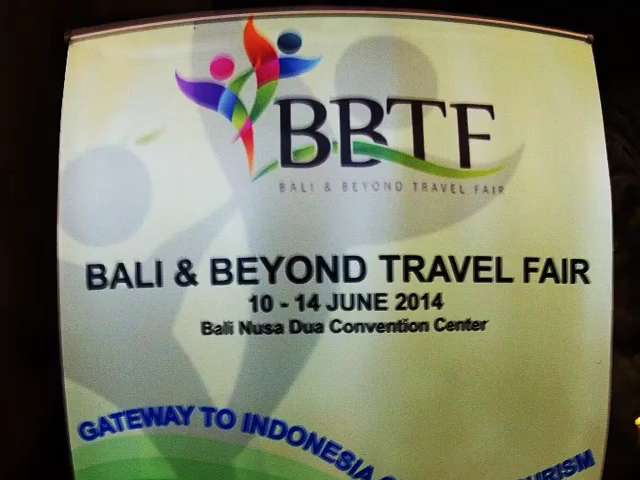 BBTF
BALI & BEYOND TRAVEL FAIR
BALI & BEYOND TRAVEL FAIR
10 - 14 JUNE 2014
Bali Nusa Dua Convention Center
GATEWAY TO INDONESIA